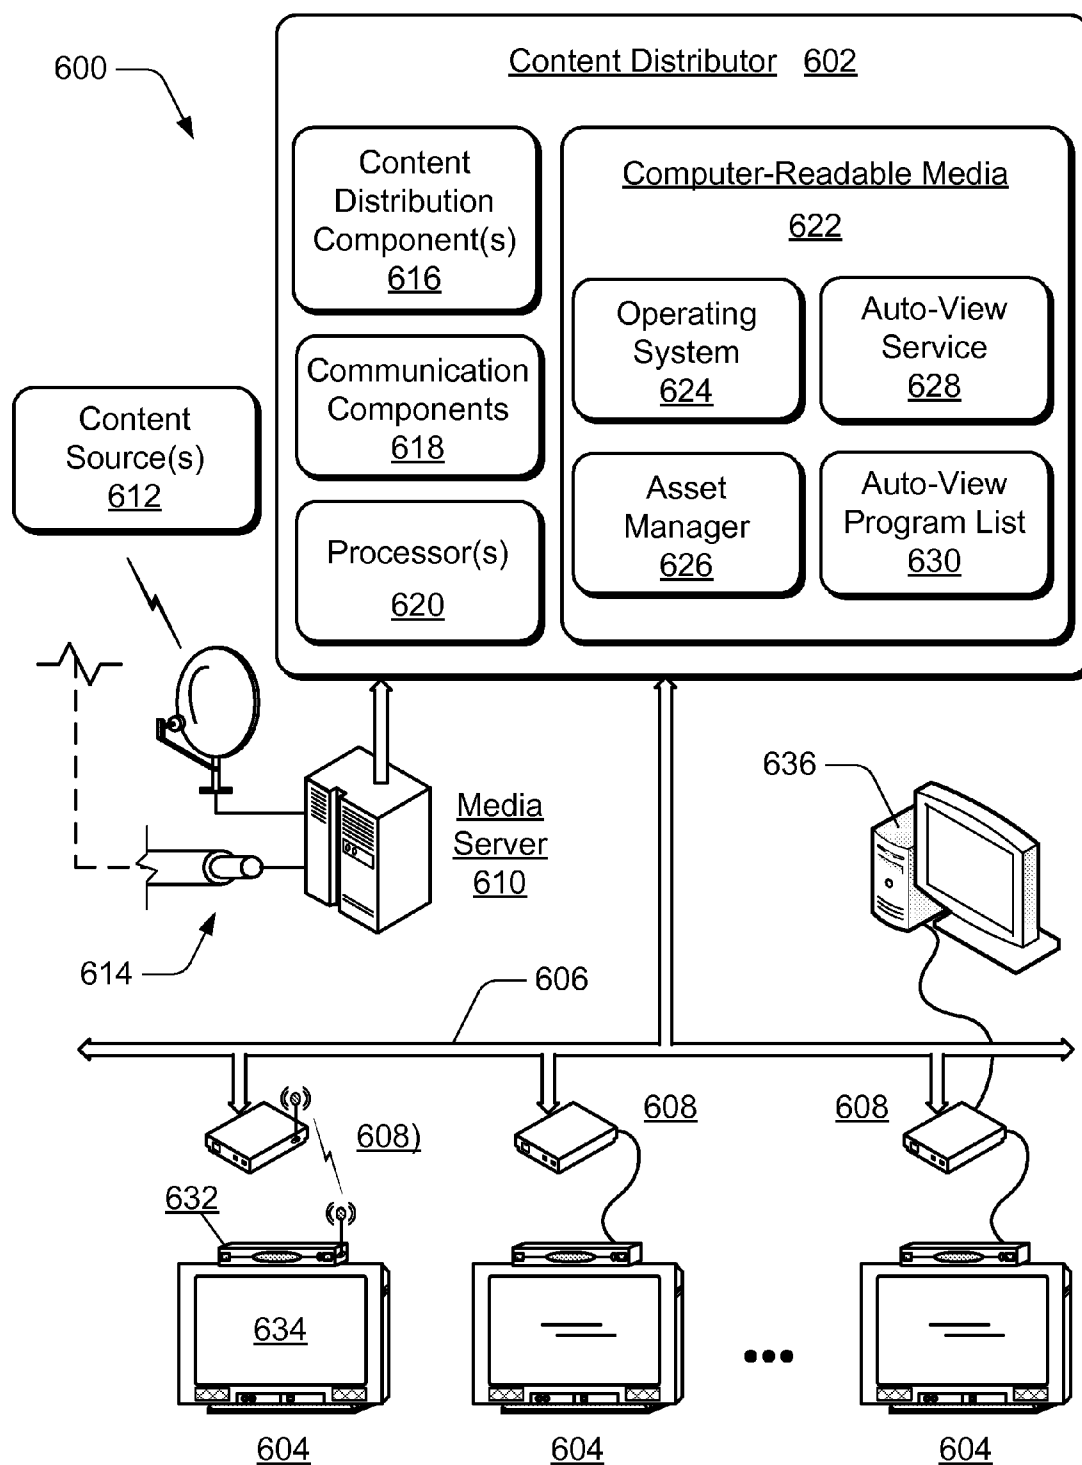 600
Content Distributor 602
Content
Distribution
Component(s)
616
Communication
Components
618
Processor(s)
620
Computer-Readable Media
622
Operating
System
624
Auto-View
Service
628
Asset
Manager
626
Auto-View
Program List
630
Content
Source(s)
612
Media
Server
610
614
636
606
608)
608
608
632
634
604
604
604